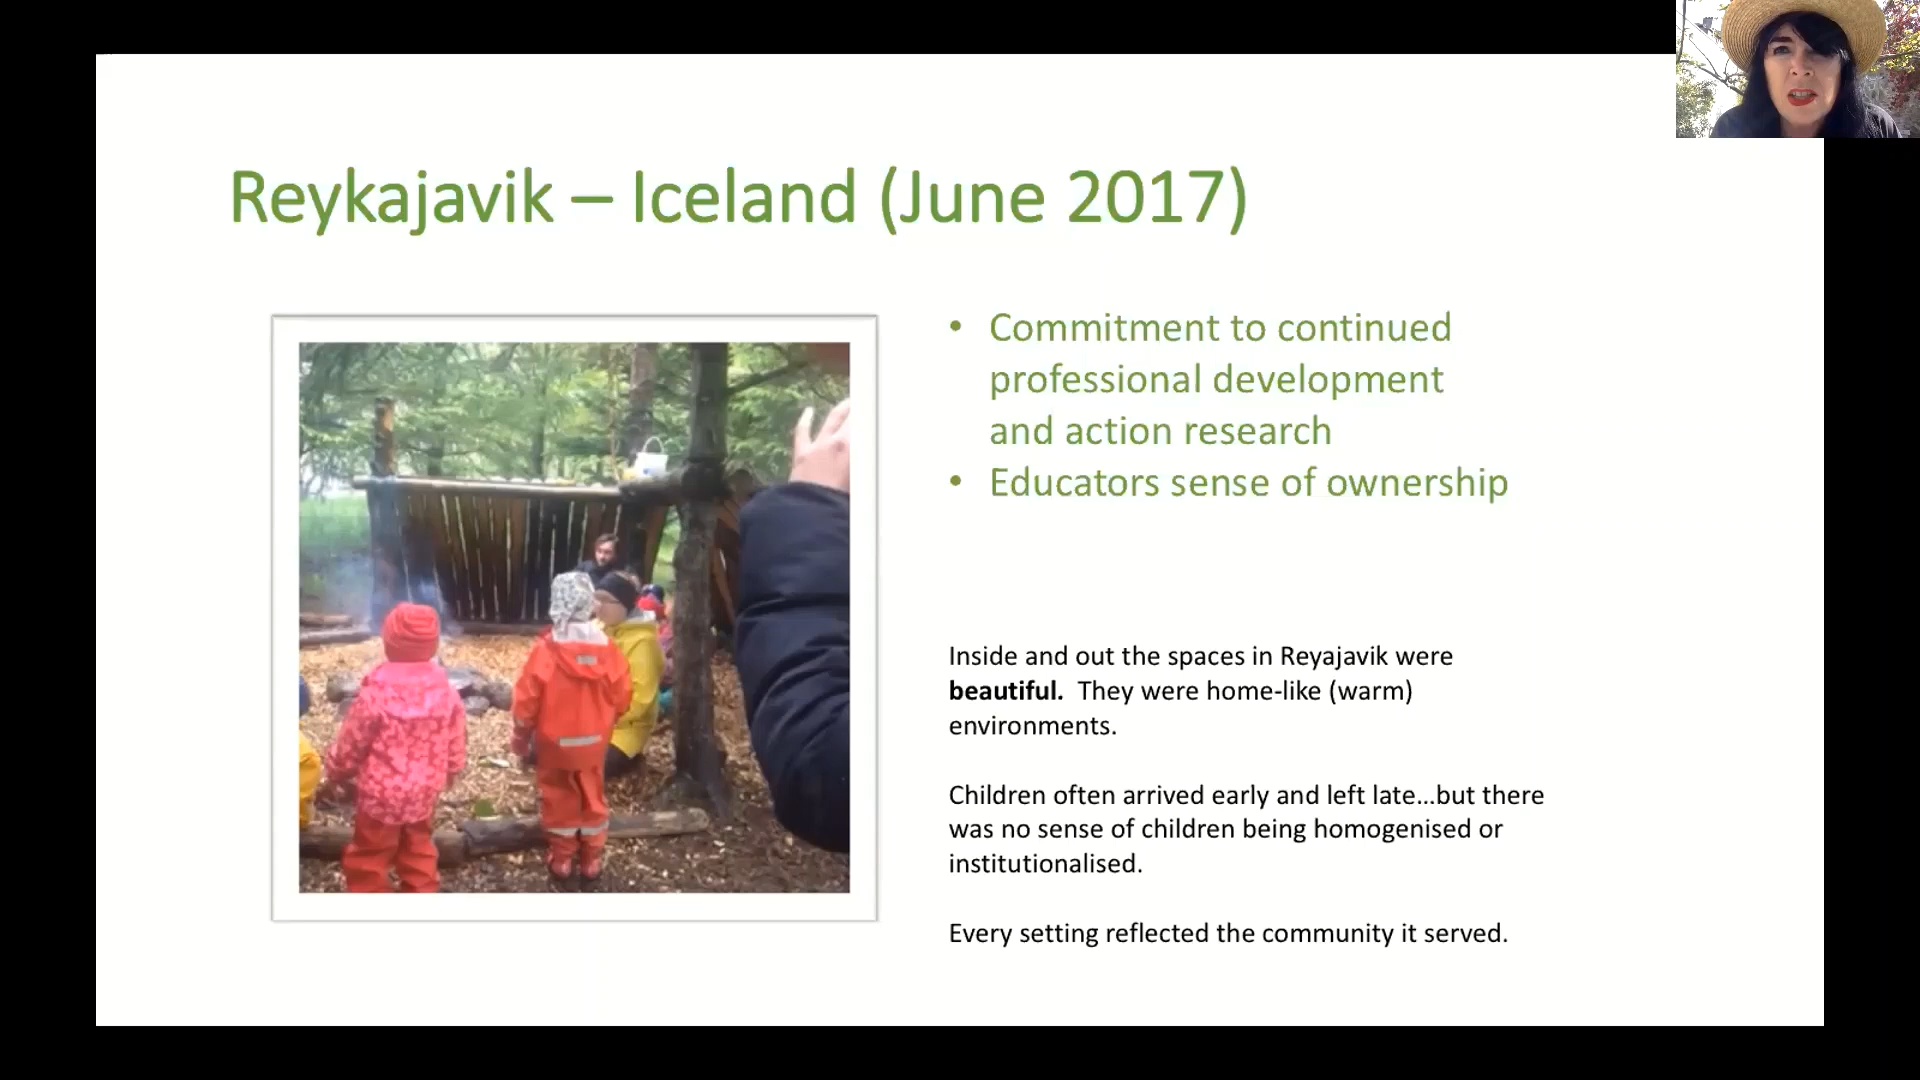 Reykajavik – Iceland (June 2017)
• Commitment to continued
professional development
and action research
• Educators sense of ownership
Inside and out the spaces in Reyajavik were
beautiful.  They were home-like (warm)
environments.
Children often arrived early and left late...but there
was no sense of children being homogenised or
institutionalised.
Every setting reflected the community it served.